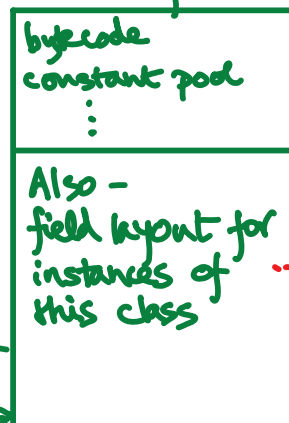 bytecode
constant pool
⋮
Also –
field layout for
instances of
this class